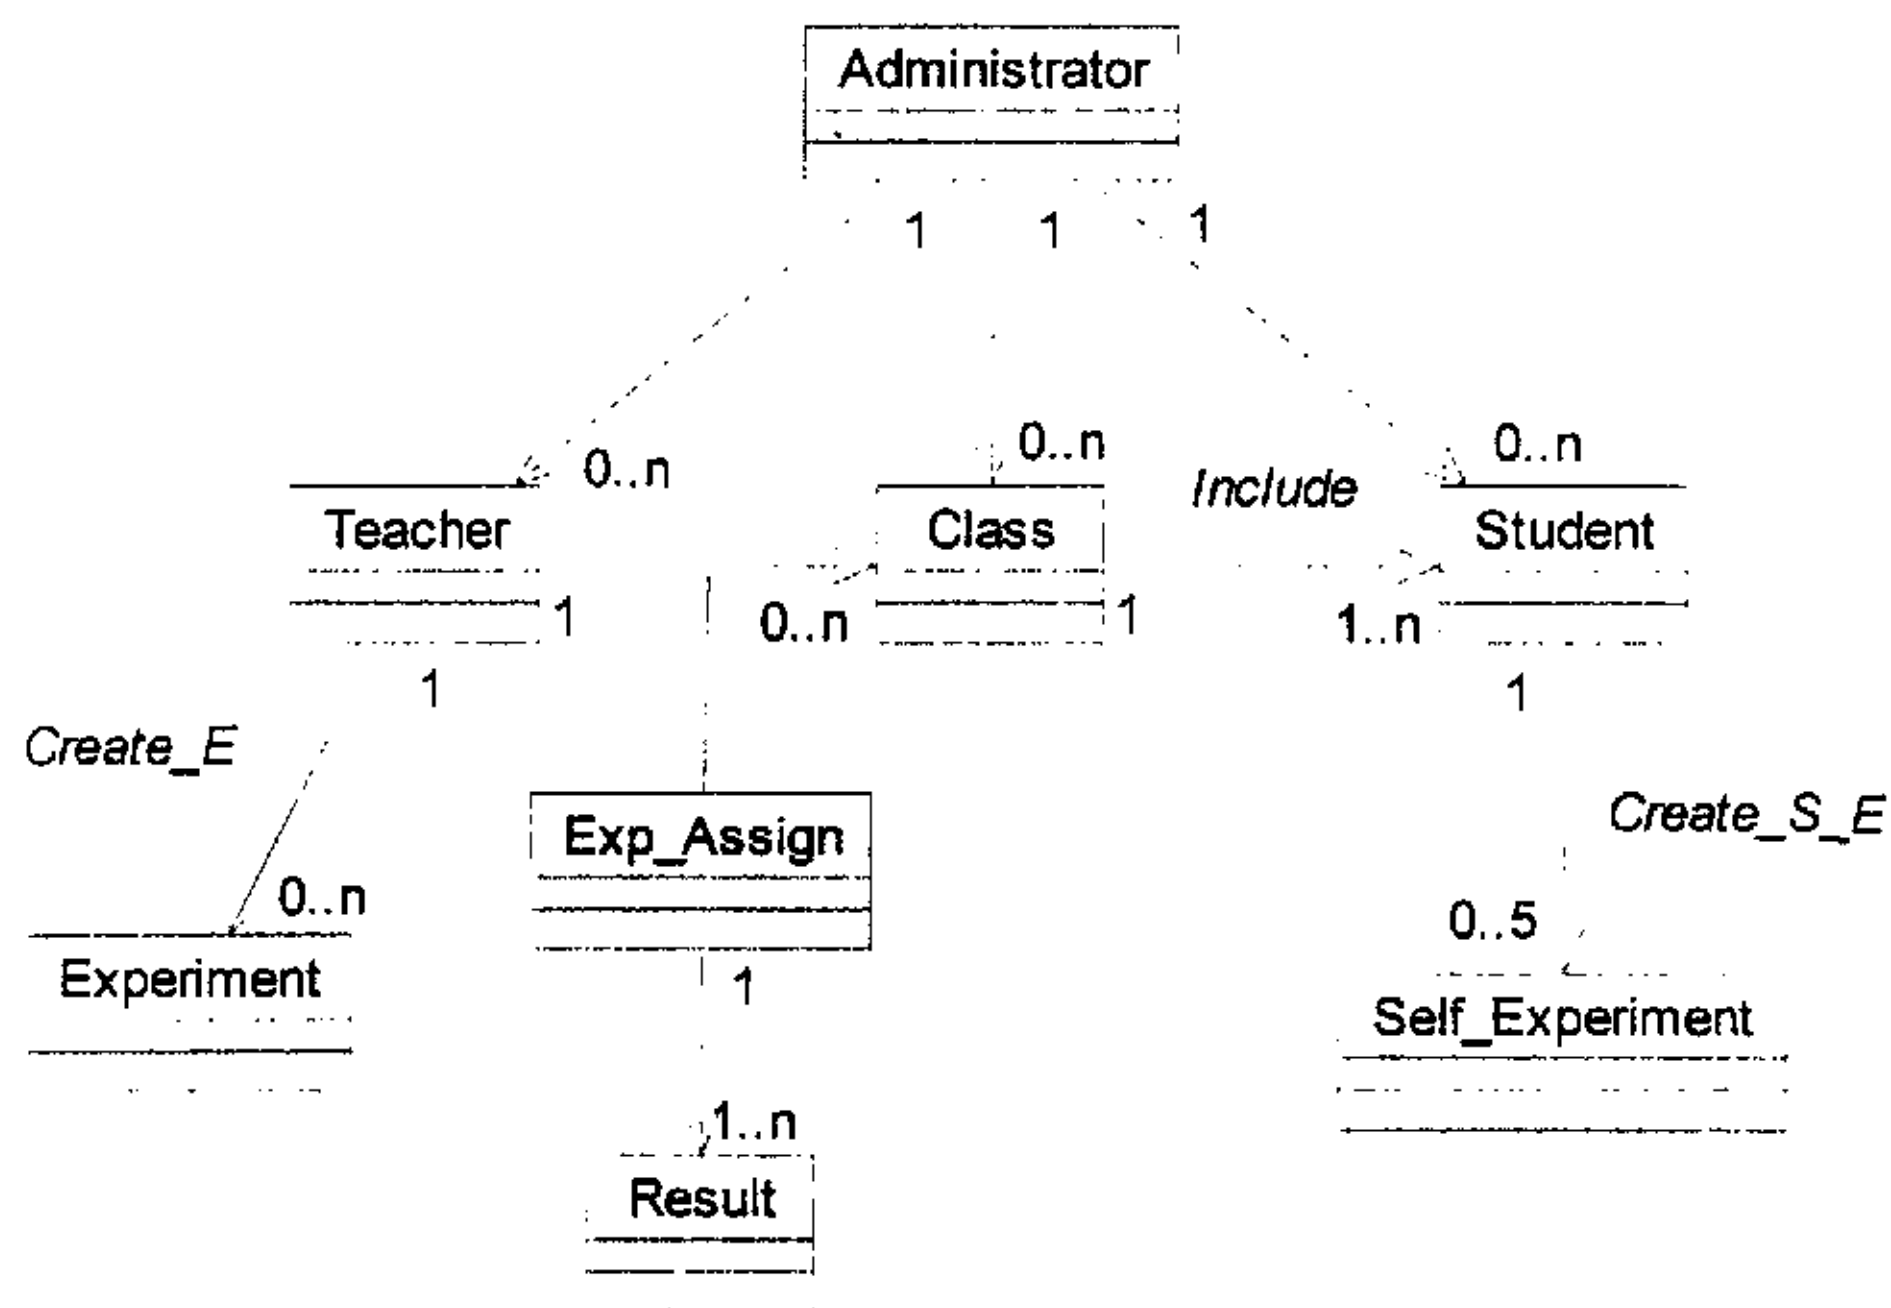 Administrator
1 1 1
0..n 0..n 0..n
Teacher Class Include Student
1 0..n 1 1..n
1 1
Create_E
Exp_Assign Create_S_E
0..n 0..5
Experiment 1 Self_Experiment
1..n
Result